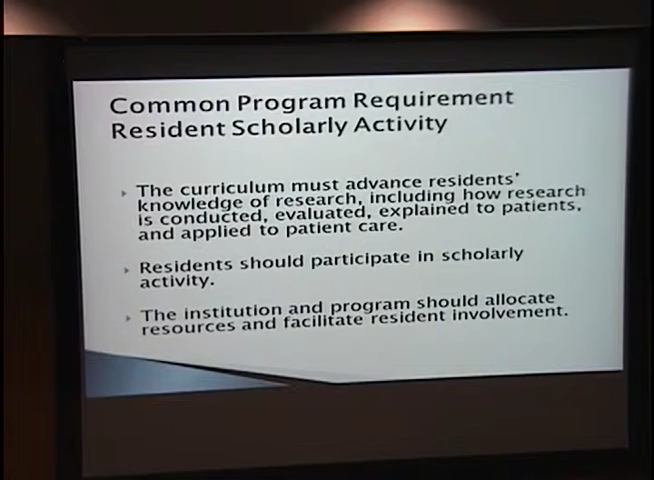 Common Program Requirement
Resident Scholarly Activity
The curriculum must advance residents'
knowledge of research, including how research
is conducted, evaluated, explained to patients,
and applied to patient care.
Residents should participate in scholarly
activity.
The institution and program should allocate
resources and facilitate resident involvement.